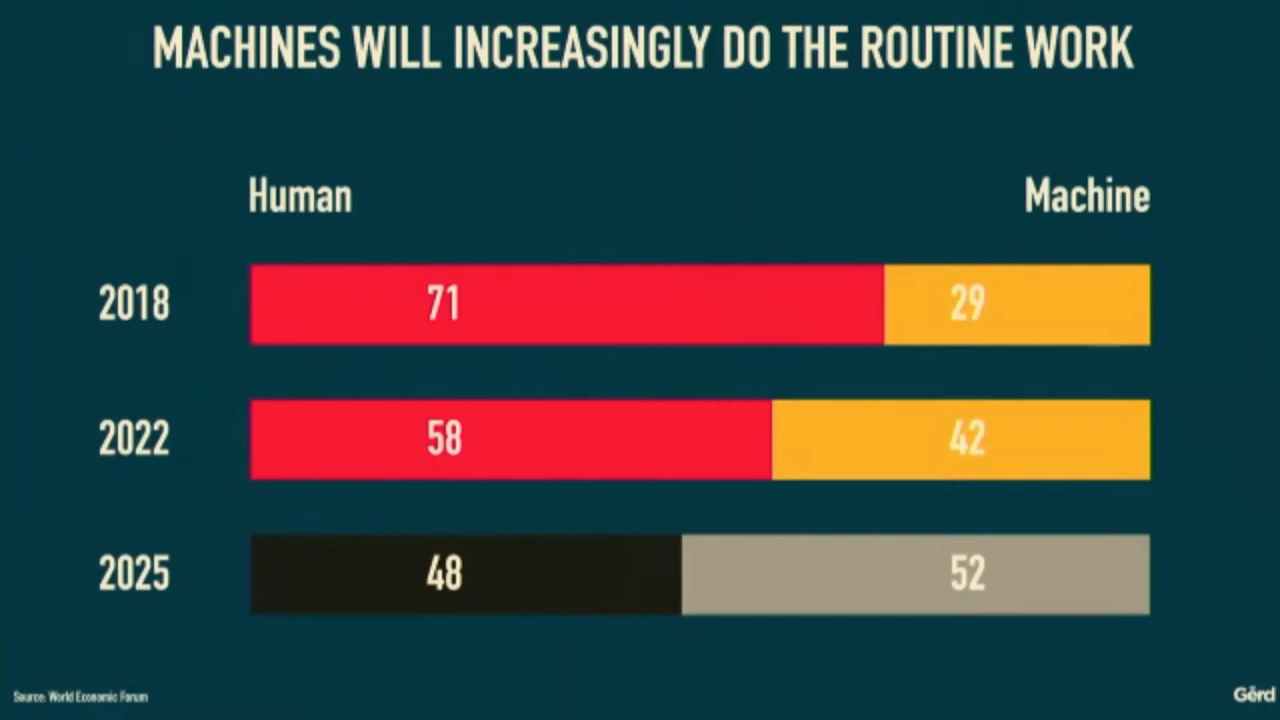 MACHINES WILL INCREASINGLY DO THE ROUTINE WORK
Human Machine
2018 71 29
2022 58 42
2025 48 52
Source: World Economic Forum
Gerd